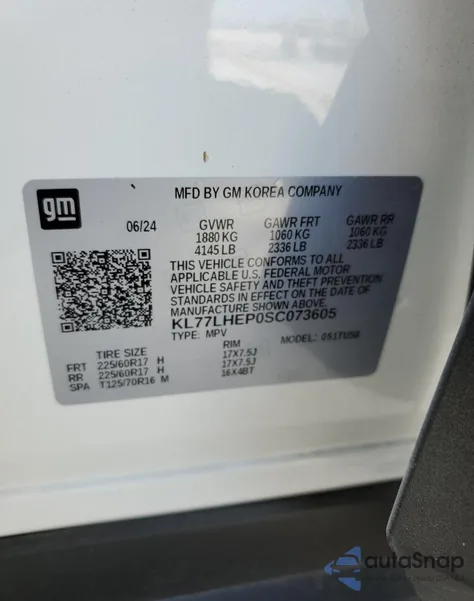 gm
MFD BY GM KOREA COMPANY
06/24 GVWR GAWR FRT GAWR RR
1880 KG 1060 KG 1060 KG
4145 LB 2336 LB 2336 LB
THIS VEHICLE CONFORMS TO ALL
APPLICABLE U.S. FEDERAL MOTOR
VEHICLE SAFETY AND THEFT PREVENTION
STANDARDS IN EFFECT ON THE DATE OF
MANUFACTURE SHOWN ABOVE.
KL77LHEP0SC073605
TYPE: MPV MODEL:
TIRE SIZE RIM
FRT 225/60R17 H 17X7.5J
RR 225/60R17 H 17X7.5J
SPA T125/70R16 M 16X4BT
autoSnap